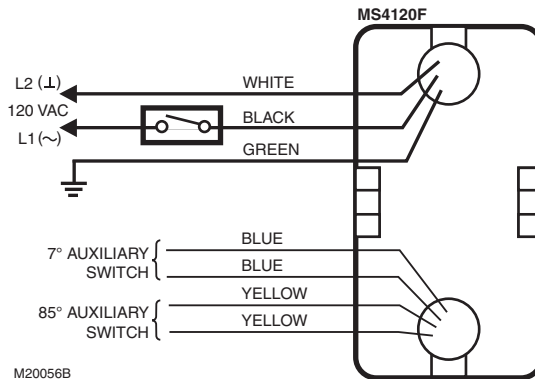 MS4120F
L2 (⊥)
WHITE
120 VAC
BLACK
L1 (~)
GREEN
BLUE
7° AUXILIARY
SWITCH
BLUE
YELLOW
85° AUXILIARY
SWITCH
YELLOW
M20056B